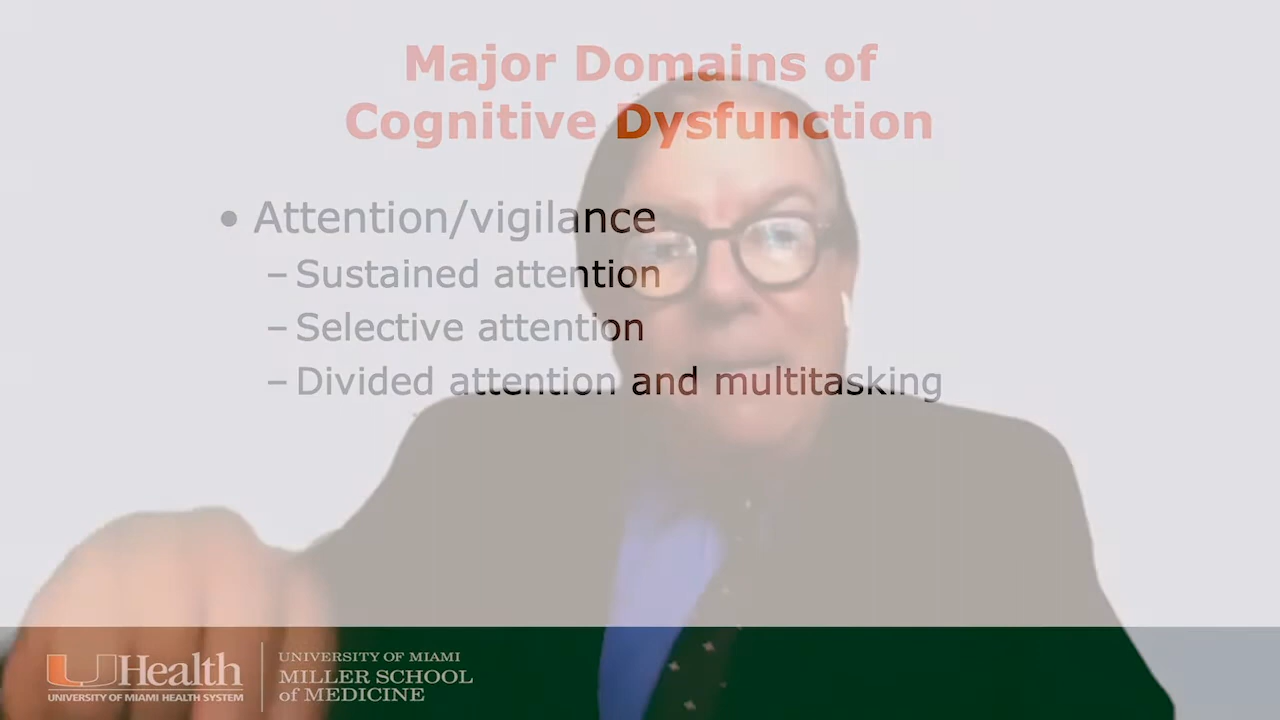 Major Domains of
Cognitive Dysfunction
• Attention/vigilance
– Sustained attention
– Selective attention
– Divided attention and multitasking
UHealth
UNIVERSITY OF MIAMI HEALTH SYSTEM
UNIVERSITY OF MIAMI
MILLER SCHOOL
of MEDICINE